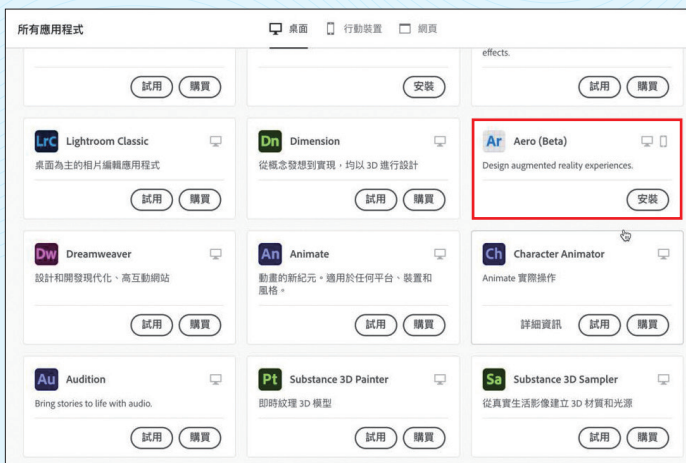 所有應用程式
桌面 行動裝置 網頁
effects.
試用 購買
安裝
試用 購買
LrC Lightroom Classic
桌面為主的相片編輯應用程式
試用 購買
Dn Dimension
從概念發想到實現，均以 3D 進行設計
試用 購買
Ar Aero (Beta)
Design augmented reality experiences.
安裝
Dw Dreamweaver
設計和開發現代化、高互動網站
試用 購買
An Animate
動畫的新紀元。適用於任何平台、裝置和
風格。
試用 購買
Ch Character Animator
Animate 實際操作
詳細資訊 試用 購買
Au Audition
Bring stories to life with audio.
試用 購買
Pt Substance 3D Painter
即時紋理 3D 模型
試用 購買
Sa Substance 3D Sampler
從真實生活影像建立 3D 材質和光源
試用 購買